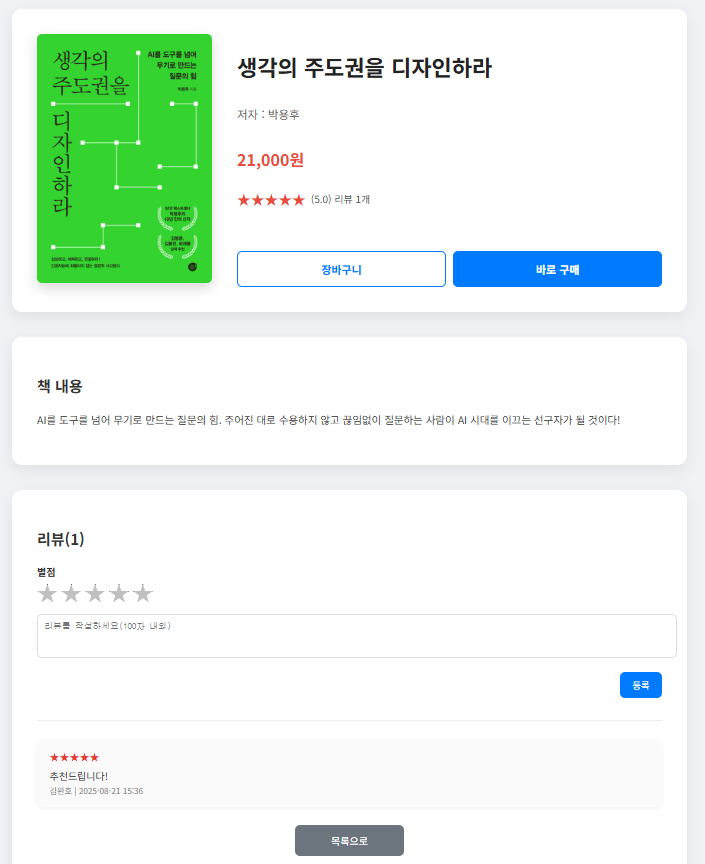 생각의
주도권을
디자인하라
AI를 도구를 넘어
무기로 만드는
질문의 힘
박용후
생각의 주도권을 디자인하라
저자 : 박용후
21,000원
★★★★★ (5.0) 리뷰 1개
장바구니
바로 구매
책 내용
AI를 도구를 넘어 무기로 만드는 질문의 힘. 주어진 대로 수용하지 않고 끊임없이 질문하는 사람이 AI 시대를 이끄는 선구자가 될 것이다!
리뷰(1)
별점
★★★★★
리뷰를 작성하세요(100자 내외)
등록
★★★★★
추천드립니다!
김완호 | 2025-08-21 15:36
목록으로